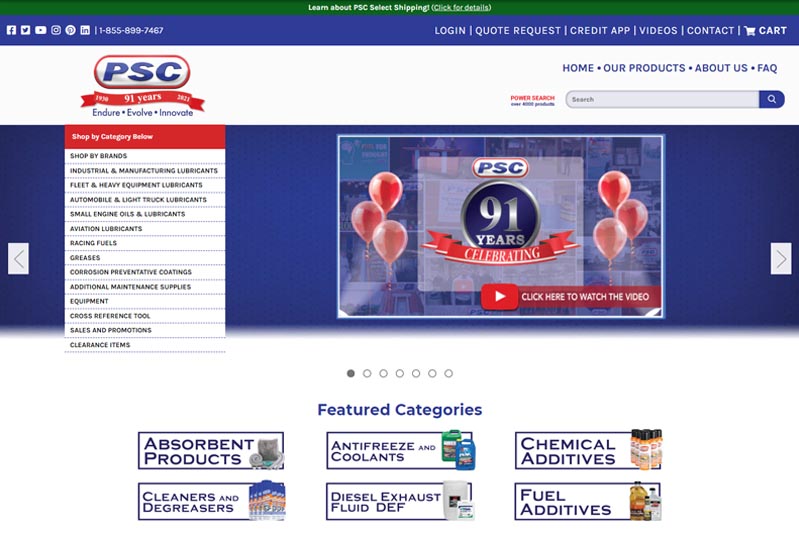 Learn about PSC Select Shipping! (Click for details)
| 1-855-899-7467
LOGIN | QUOTE REQUEST | CREDIT APP | VIDEOS | CONTACT | CART
PSC
1930 91 years 2021
Endure • Evolve • Innovate
HOME • OUR PRODUCTS • ABOUT US • FAQ
POWER SEARCH
over 4000 products
Search
Shop by Category Below
SHOP BY BRANDS
INDUSTRIAL & MANUFACTURING LUBRICANTS
FLEET & HEAVY EQUIPMENT LUBRICANTS
AUTOMOBILE & LIGHT TRUCK LUBRICANTS
SMALL ENGINE OILS & LUBRICANTS
AVIATION LUBRICANTS
RACING FUELS
GREASES
CORROSION PREVENTATIVE COATINGS
ADDITIONAL MAINTENANCE SUPPLIES
EQUIPMENT
CROSS REFERENCE TOOL
SALES AND PROMOTIONS
CLEARANCE ITEMS
PSC
91
YEARS
CELEBRATING
CLICK HERE TO WATCH THE VIDEO
Featured Categories
ABSORBENT
PRODUCTS
ANTIFREEZE AND
COOLANTS
CHEMICAL
ADDITIVES
CLEANERS AND
DEGREASERS
DIESEL EXHAUST
FLUID DEF
FUEL
ADDITIVES